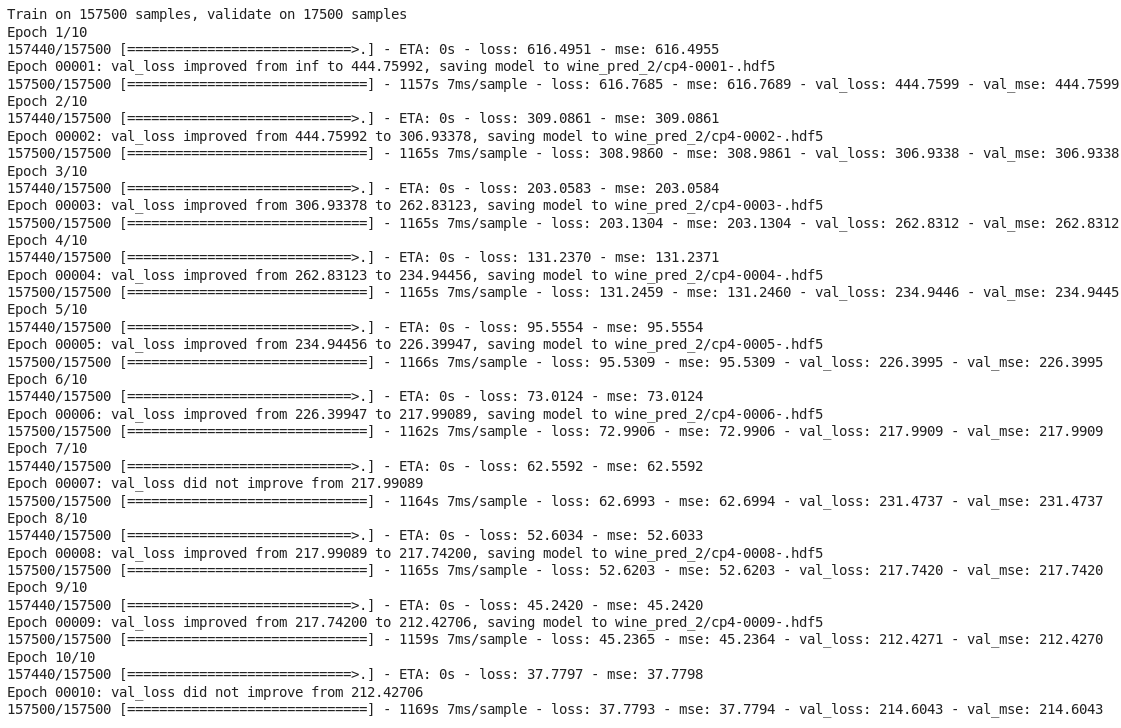 Train on 157500 samples, validate on 17500 samples
Epoch 1/10
157440/157500 [============================>.] - ETA: 0s - loss: 616.4951 - mse: 616.4955
Epoch 00001: val_loss improved from inf to 444.75992, saving model to wine_pred_2/cp4-0001-.hdf5
157500/157500 [==============================] - 1157s 7ms/sample - loss: 616.7685 - mse: 616.7689 - val_loss: 444.7599 - val_mse: 444.7599
Epoch 2/10
157440/157500 [============================>.] - ETA: 0s - loss: 309.0861 - mse: 309.0861
Epoch 00002: val_loss improved from 444.75992 to 306.93378, saving model to wine_pred_2/cp4-0002-.hdf5
157500/157500 [==============================] - 1165s 7ms/sample - loss: 308.9860 - mse: 308.9861 - val_loss: 306.9338 - val_mse: 306.9338
Epoch 3/10
157440/157500 [============================>.] - ETA: 0s - loss: 203.0583 - mse: 203.0584
Epoch 00003: val_loss improved from 306.93378 to 262.83123, saving model to wine_pred_2/cp4-0003-.hdf5
157500/157500 [==============================] - 1165s 7ms/sample - loss: 203.1304 - mse: 203.1304 - val_loss: 262.8312 - val_mse: 262.8312
Epoch 4/10
157440/157500 [============================>.] - ETA: 0s - loss: 131.2370 - mse: 131.2371
Epoch 00004: val_loss improved from 262.83123 to 234.94456, saving model to wine_pred_2/cp4-0004-.hdf5
157500/157500 [==============================] - 1165s 7ms/sample - loss: 131.2459 - mse: 131.2460 - val_loss: 234.9446 - val_mse: 234.9445
Epoch 5/10
157440/157500 [============================>.] - ETA: 0s - loss: 95.5554 - mse: 95.5554
Epoch 00005: val_loss improved from 234.94456 to 226.39947, saving model to wine_pred_2/cp4-0005-.hdf5
157500/157500 [==============================] - 1166s 7ms/sample - loss: 95.5309 - mse: 95.5309 - val_loss: 226.3995 - val_mse: 226.3995
Epoch 6/10
157440/157500 [============================>.] - ETA: 0s - loss: 73.0124 - mse: 73.0124
Epoch 00006: val_loss improved from 226.39947 to 217.99089, saving model to wine_pred_2/cp4-0006-.hdf5
157500/157500 [==============================] - 1162s 7ms/sample - loss: 72.9906 - mse: 72.9906 - val_loss: 217.9909 - val_mse: 217.9909
Epoch 7/10
157440/157500 [============================>.] - ETA: 0s - loss: 62.5592 - mse: 62.5592
Epoch 00007: val_loss did not improve from 217.99089
157500/157500 [==============================] - 1164s 7ms/sample - loss: 62.6993 - mse: 62.6994 - val_loss: 231.4737 - val_mse: 231.4737
Epoch 8/10
157440/157500 [============================>.] - ETA: 0s - loss: 52.6034 - mse: 52.6033
Epoch 00008: val_loss improved from 217.99089 to 217.74200, saving model to wine_pred_2/cp4-0008-.hdf5
157500/157500 [==============================] - 1165s 7ms/sample - loss: 52.6203 - mse: 52.6203 - val_loss: 217.7420 - val_mse: 217.7420
Epoch 9/10
157440/157500 [============================>.] - ETA: 0s - loss: 45.2420 - mse: 45.2420
Epoch 00009: val_loss improved from 217.74200 to 212.42706, saving model to wine_pred_2/cp4-0009-.hdf5
157500/157500 [==============================] - 1159s 7ms/sample - loss: 45.2365 - mse: 45.2364 - val_loss: 212.4271 - val_mse: 212.4270
Epoch 10/10
157440/157500 [============================>.] - ETA: 0s - loss: 37.7797 - mse: 37.7798
Epoch 00010: val_loss did not improve from 212.42706
157500/157500 [==============================] - 1169s 7ms/sample - loss: 37.7793 - mse: 37.7794 - val_loss: 214.6043 - val_mse: 214.6043